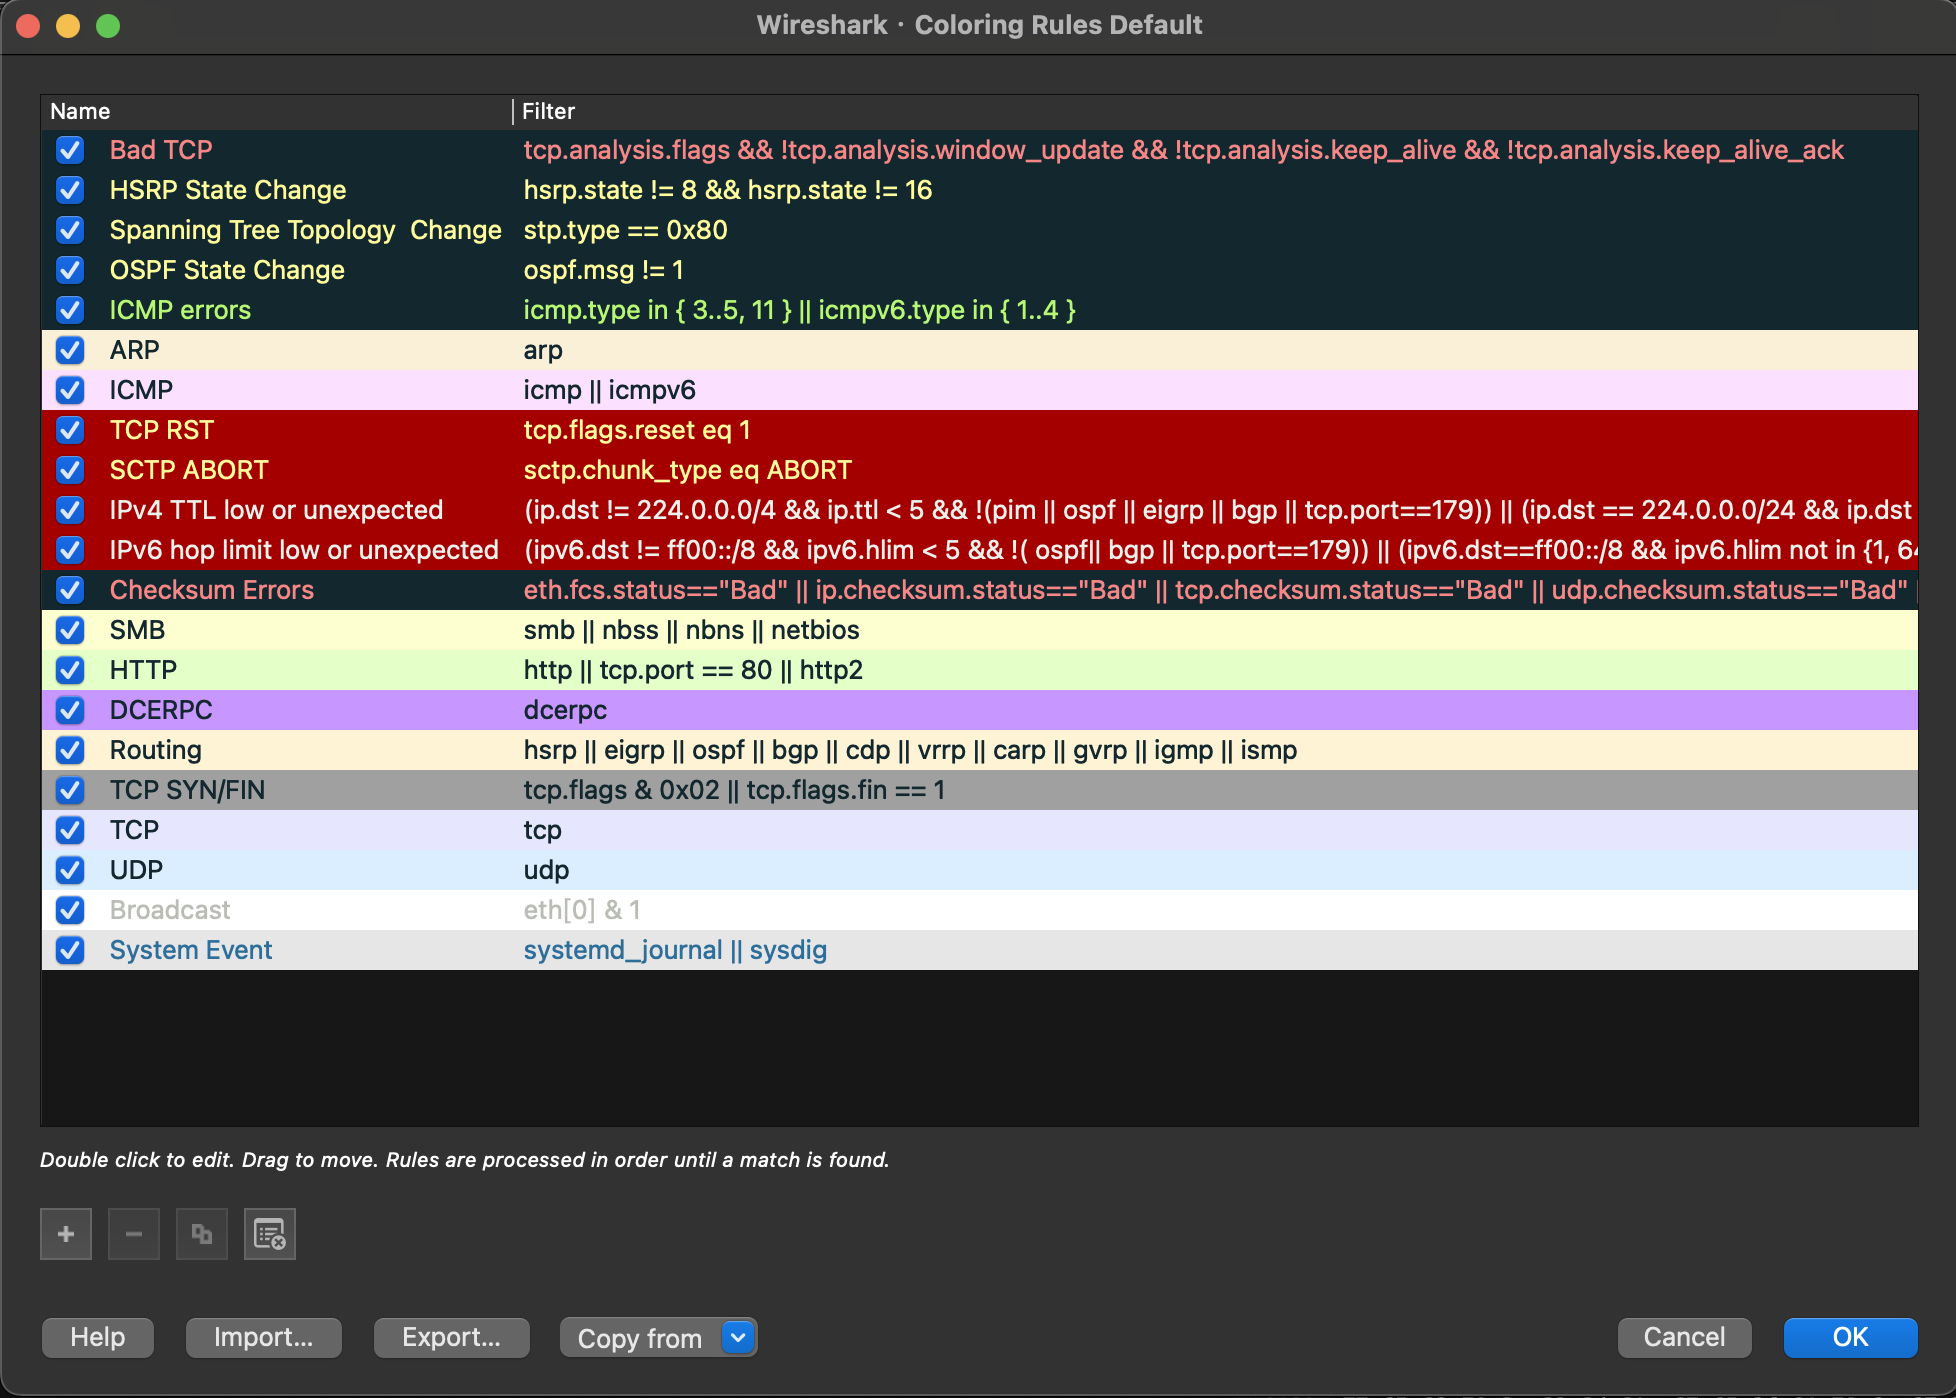 Wireshark · Coloring Rules Default
Name Filter
Bad TCP tcp.analysis.flags && !tcp.analysis.window_update && !tcp.analysis.keep_alive && !tcp.analysis.keep_alive_ack
HSRP State Change hsrp.state != 8 && hsrp.state != 16
Spanning Tree Topology  Change stp.type == 0x80
OSPF State Change ospf.msg != 1
ICMP errors icmp.type in { 3..5, 11 } || icmpv6.type in { 1..4 }
ARP arp
ICMP icmp || icmpv6
TCP RST tcp.flags.reset eq 1
SCTP ABORT sctp.chunk_type eq ABORT
IPv4 TTL low or unexpected (ip.dst != 224.0.0.0/4 && ip.ttl < 5 && !(pim || ospf || eigrp || bgp || tcp.port==179)) || (ip.dst == 224.0.0.0/24 && ip.dst
IPv6 hop limit low or unexpected (ipv6.dst != ff00::/8 && ipv6.hlim < 5 && !( ospf|| bgp || tcp.port==179)) || (ipv6.dst==ff00::/8 && ipv6.hlim not in {1,
Checksum Errors eth.fcs.status=="Bad" || ip.checksum.status=="Bad" || tcp.checksum.status=="Bad" || udp.checksum.status=="Bad"
SMB smb || nbss || nbns || netbios
HTTP http || tcp.port == 80 || http2
DCERPC dcerpc
Routing hsrp || eigrp || ospf || bgp || cdp || vrrp || carp || gvrp || igmp || ismp
TCP SYN/FIN tcp.flags & 0x02 || tcp.flags.fin == 1
TCP tcp
UDP udp
Broadcast eth[0] & 1
System Event systemd_journal || sysdig
Double click to edit. Drag to move. Rules are processed in order until a match is found.
Help Import... Export... Copy from Cancel OK